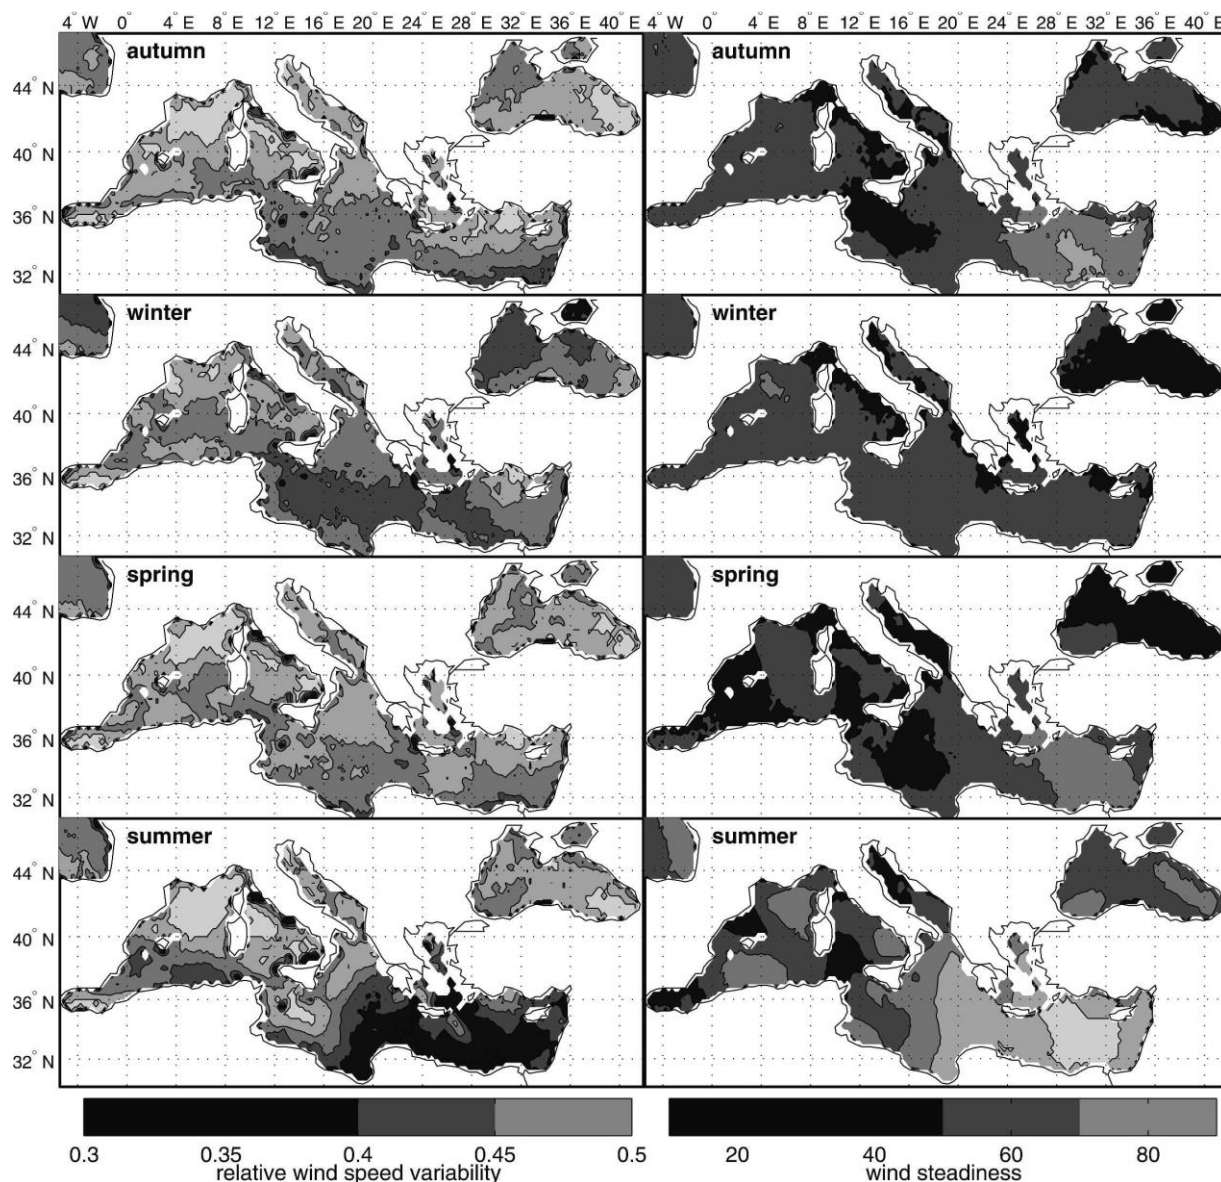 4° W 0° 4° E 8° E 12° E 16° E 20° E 24° E 28° E 32° E 36° E 40° E 4° W 0° 4° E 8° E 12° E 16° E 20° E 24° E 28° E 32° E 36° E 40° E
autumn autumn
44° N
40° N
36° N
32° N
winter winter
44° N
40° N
36° N
32° N
spring spring
44° N
40° N
36° N
32° N
summer summer
44° N
40° N
36° N
32° N
0.3 0.35 0.4 0.45 0.5 20 40 60 80
relative wind speed variability wind steadiness